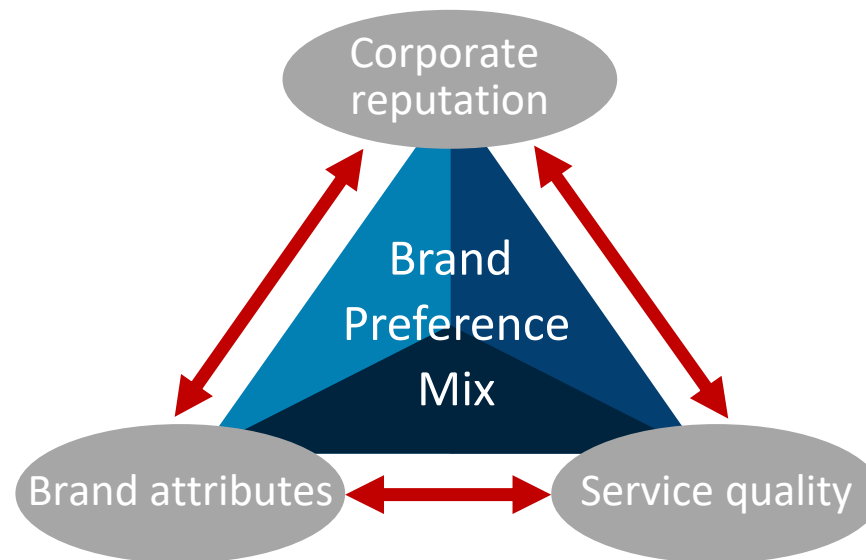 Corporate
reputation
Brand
Preference
Mix
Brand attributes
Service quality